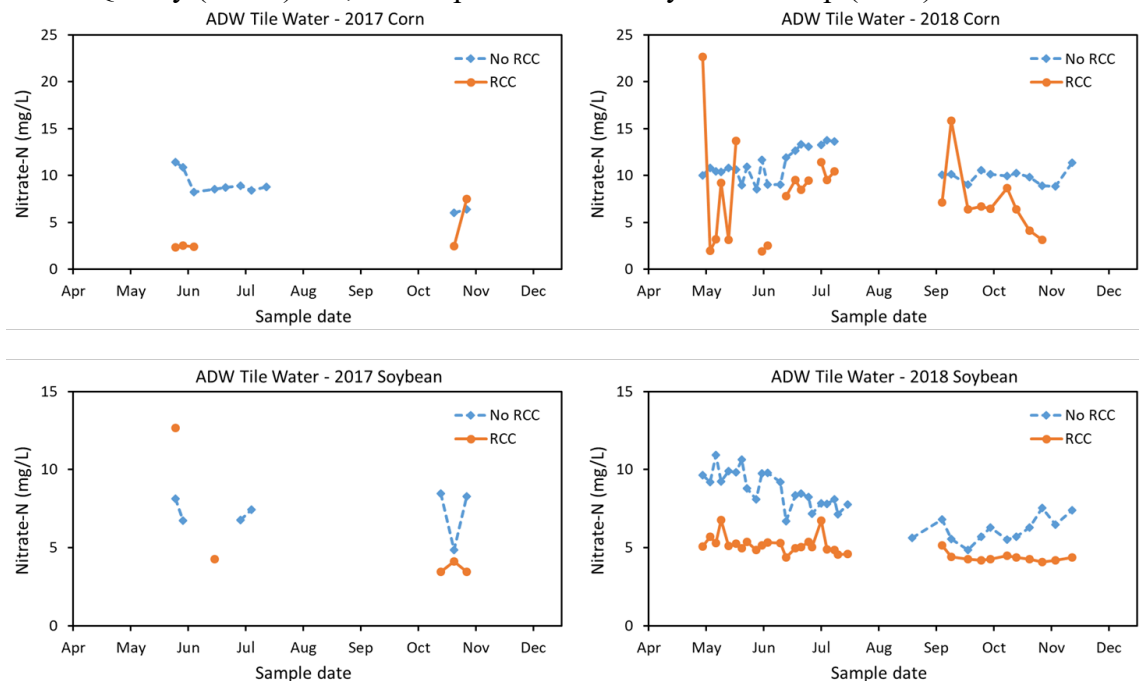 ADW Tile Water - 2017 Corn
25
20
15
10
5
0
Nitrate-N (mg/L)
No RCC
RCC
Apr May Jun Jul Aug Sep Oct Nov Dec
Sample date
ADW Tile Water - 2018 Corn
25
20
15
10
5
0
Nitrate-N (mg/L)
No RCC
RCC
Apr May Jun Jul Aug Sep Oct Nov Dec
Sample date
ADW Tile Water - 2017 Soybean
15
10
5
0
Nitrate-N (mg/L)
No RCC
RCC
Apr May Jun Jul Aug Sep Oct Nov Dec
Sample date
ADW Tile Water - 2018 Soybean
15
10
5
0
Nitrate-N (mg/L)
No RCC
RCC
Apr May Jun Jul Aug Sep Oct Nov Dec
Sample date